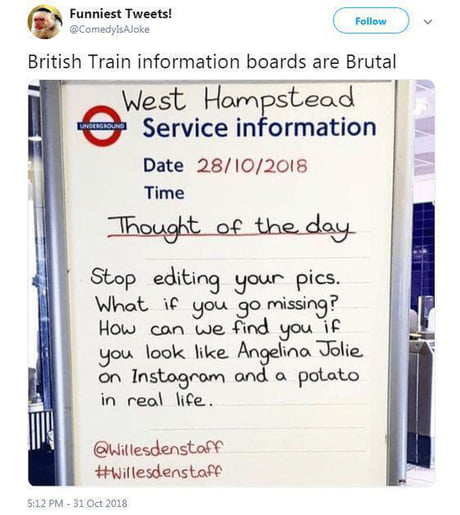 Funniest Tweets!
@ComedyIsAJoke
Follow
British Train information boards are Brutal
West Hampstead
UNDERGROUND
Service information
Date 28/10/2018
Time
Thought of the day
Stop editing your pics.
What if you go missing?
How can we find you if
you look like Angelina Jolie
on Instagram and a potato
in real life.
@Willesdenstaff
#Willesdenstaff
5:12 PM - 31 Oct 2018